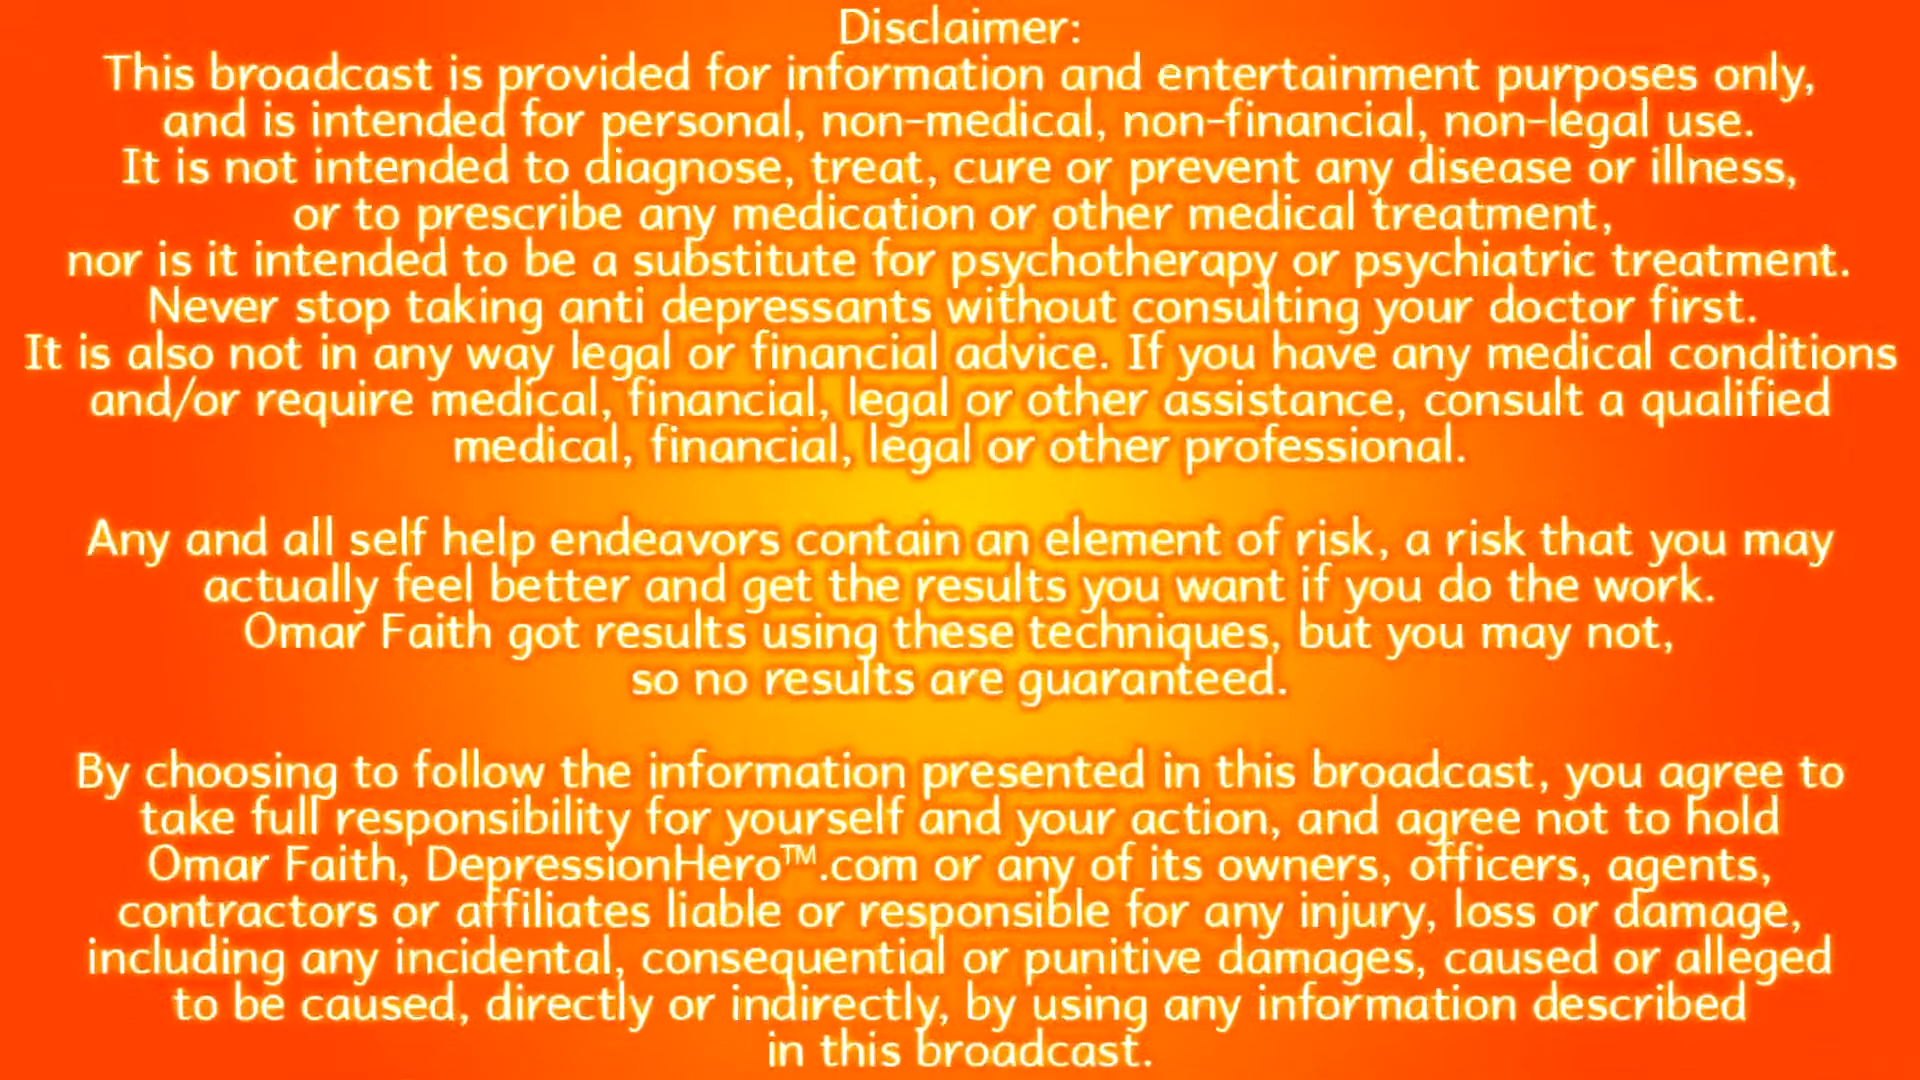 Disclaimer:
This broadcast is provided for information and entertainment purposes only,
and is intended for personal, non-medical, non-financial, non-legal use.
It is not intended to diagnose, treat, cure or prevent any disease or illness,
or to prescribe any medication or other medical treatment,
nor is it intended to be a substitute for psychotherapy or psychiatric treatment.
Never stop taking anti depressants without consulting your doctor first.
It is also not in any way legal or financial advice. If you have any medical conditions
and/or require medical, financial, legal or other assistance, consult a qualified
medical, financial, legal or other professional.
Any and all self help endeavors contain an element of risk, a risk that you may
actually feel better and get the results you want if you do the work.
Omar Faith got results using these techniques, but you may not,
so no results are guaranteed.
By choosing to follow the information presented in this broadcast, you agree to
take full responsibility for yourself and your action, and agree not to hold
Omar Faith, DepressionHero™.com or any of its owners, officers, agents,
contractors or affiliates liable or responsible for any injury, loss or damage,
including any incidental, consequential or punitive damages, caused or alleged
to be caused, directly or indirectly, by using any information described
in this broadcast.